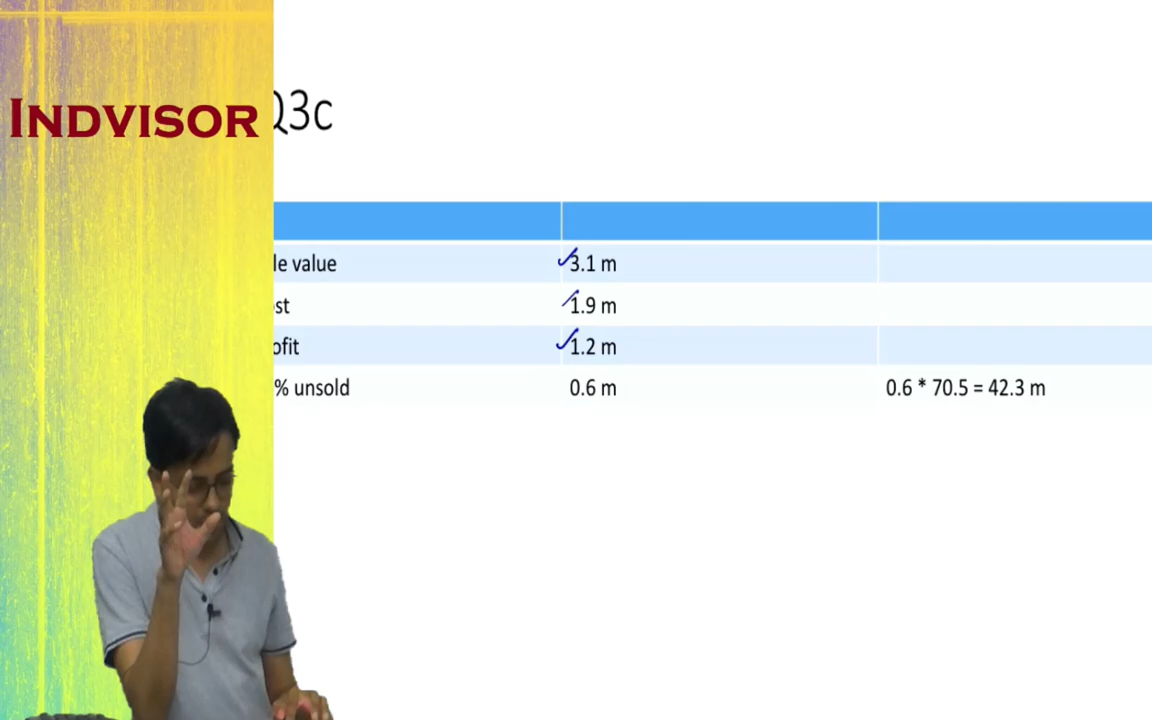 INDVISOR
Q3c
le value 3.1 m
st 1.9 m
ofit 1.2 m
% unsold 0.6 m 0.6 * 70.5 = 42.3 m